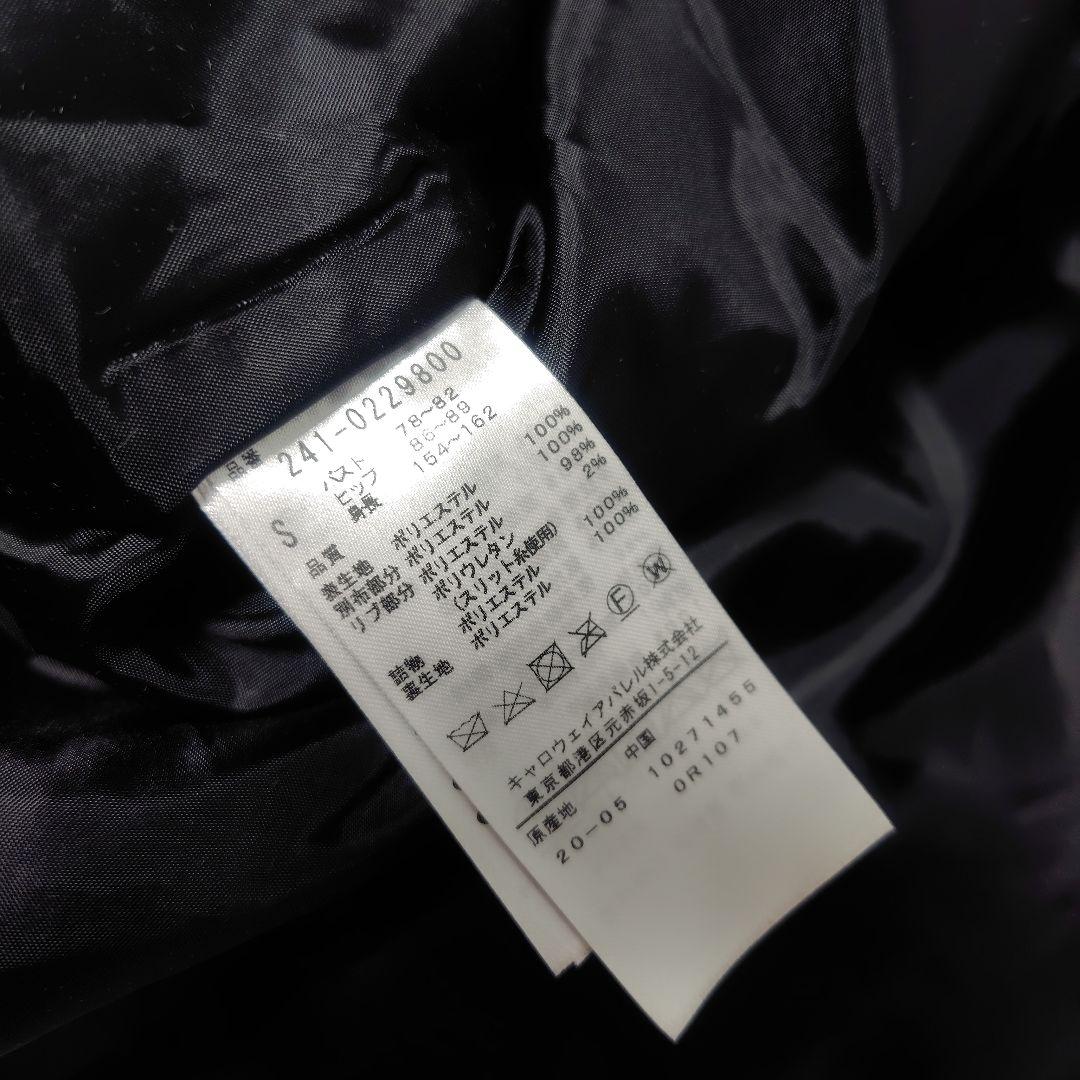 品番 241-0229800
S バスト 78~82
ヒップ 86~89
身長 154~162
品質
表生地 ポリエステル 100%
別布部分 ポリエステル 100%
リブ部分 ポリエステル 98%
ポリウレタン 2%
(スリット糸使用)
詰物 ポリエステル 100%
裏生地 ポリエステル 100%
F W
キャロウェイアパレル株式会社
東京都港区元赤坂1-5-12
原産地 中国
20-05 10271455
0R107